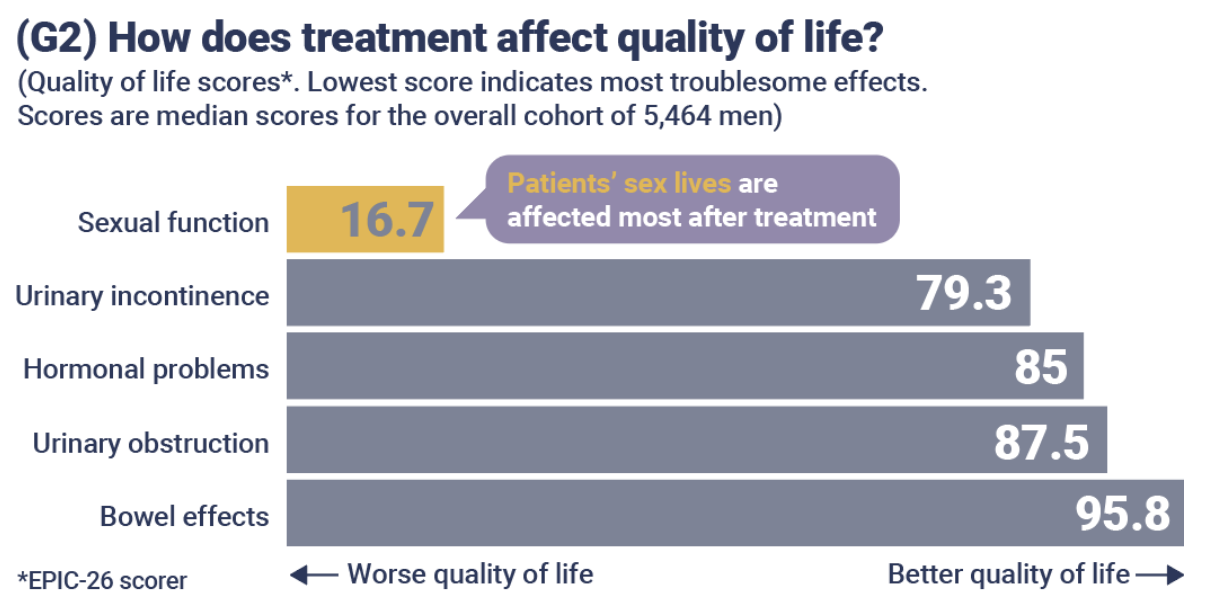 (G2) How does treatment affect quality of life?
(Quality of life scores*. Lowest score indicates most troublesome effects.
Scores are median scores for the overall cohort of 5,464 men)
Sexual function
16.7
Patients’ sex lives are
affected most after treatment
Urinary incontinence
79.3
Hormonal problems
85
Urinary obstruction
87.5
Bowel effects
95.8
*EPIC-26 scorer
Worse quality of life
Better quality of life